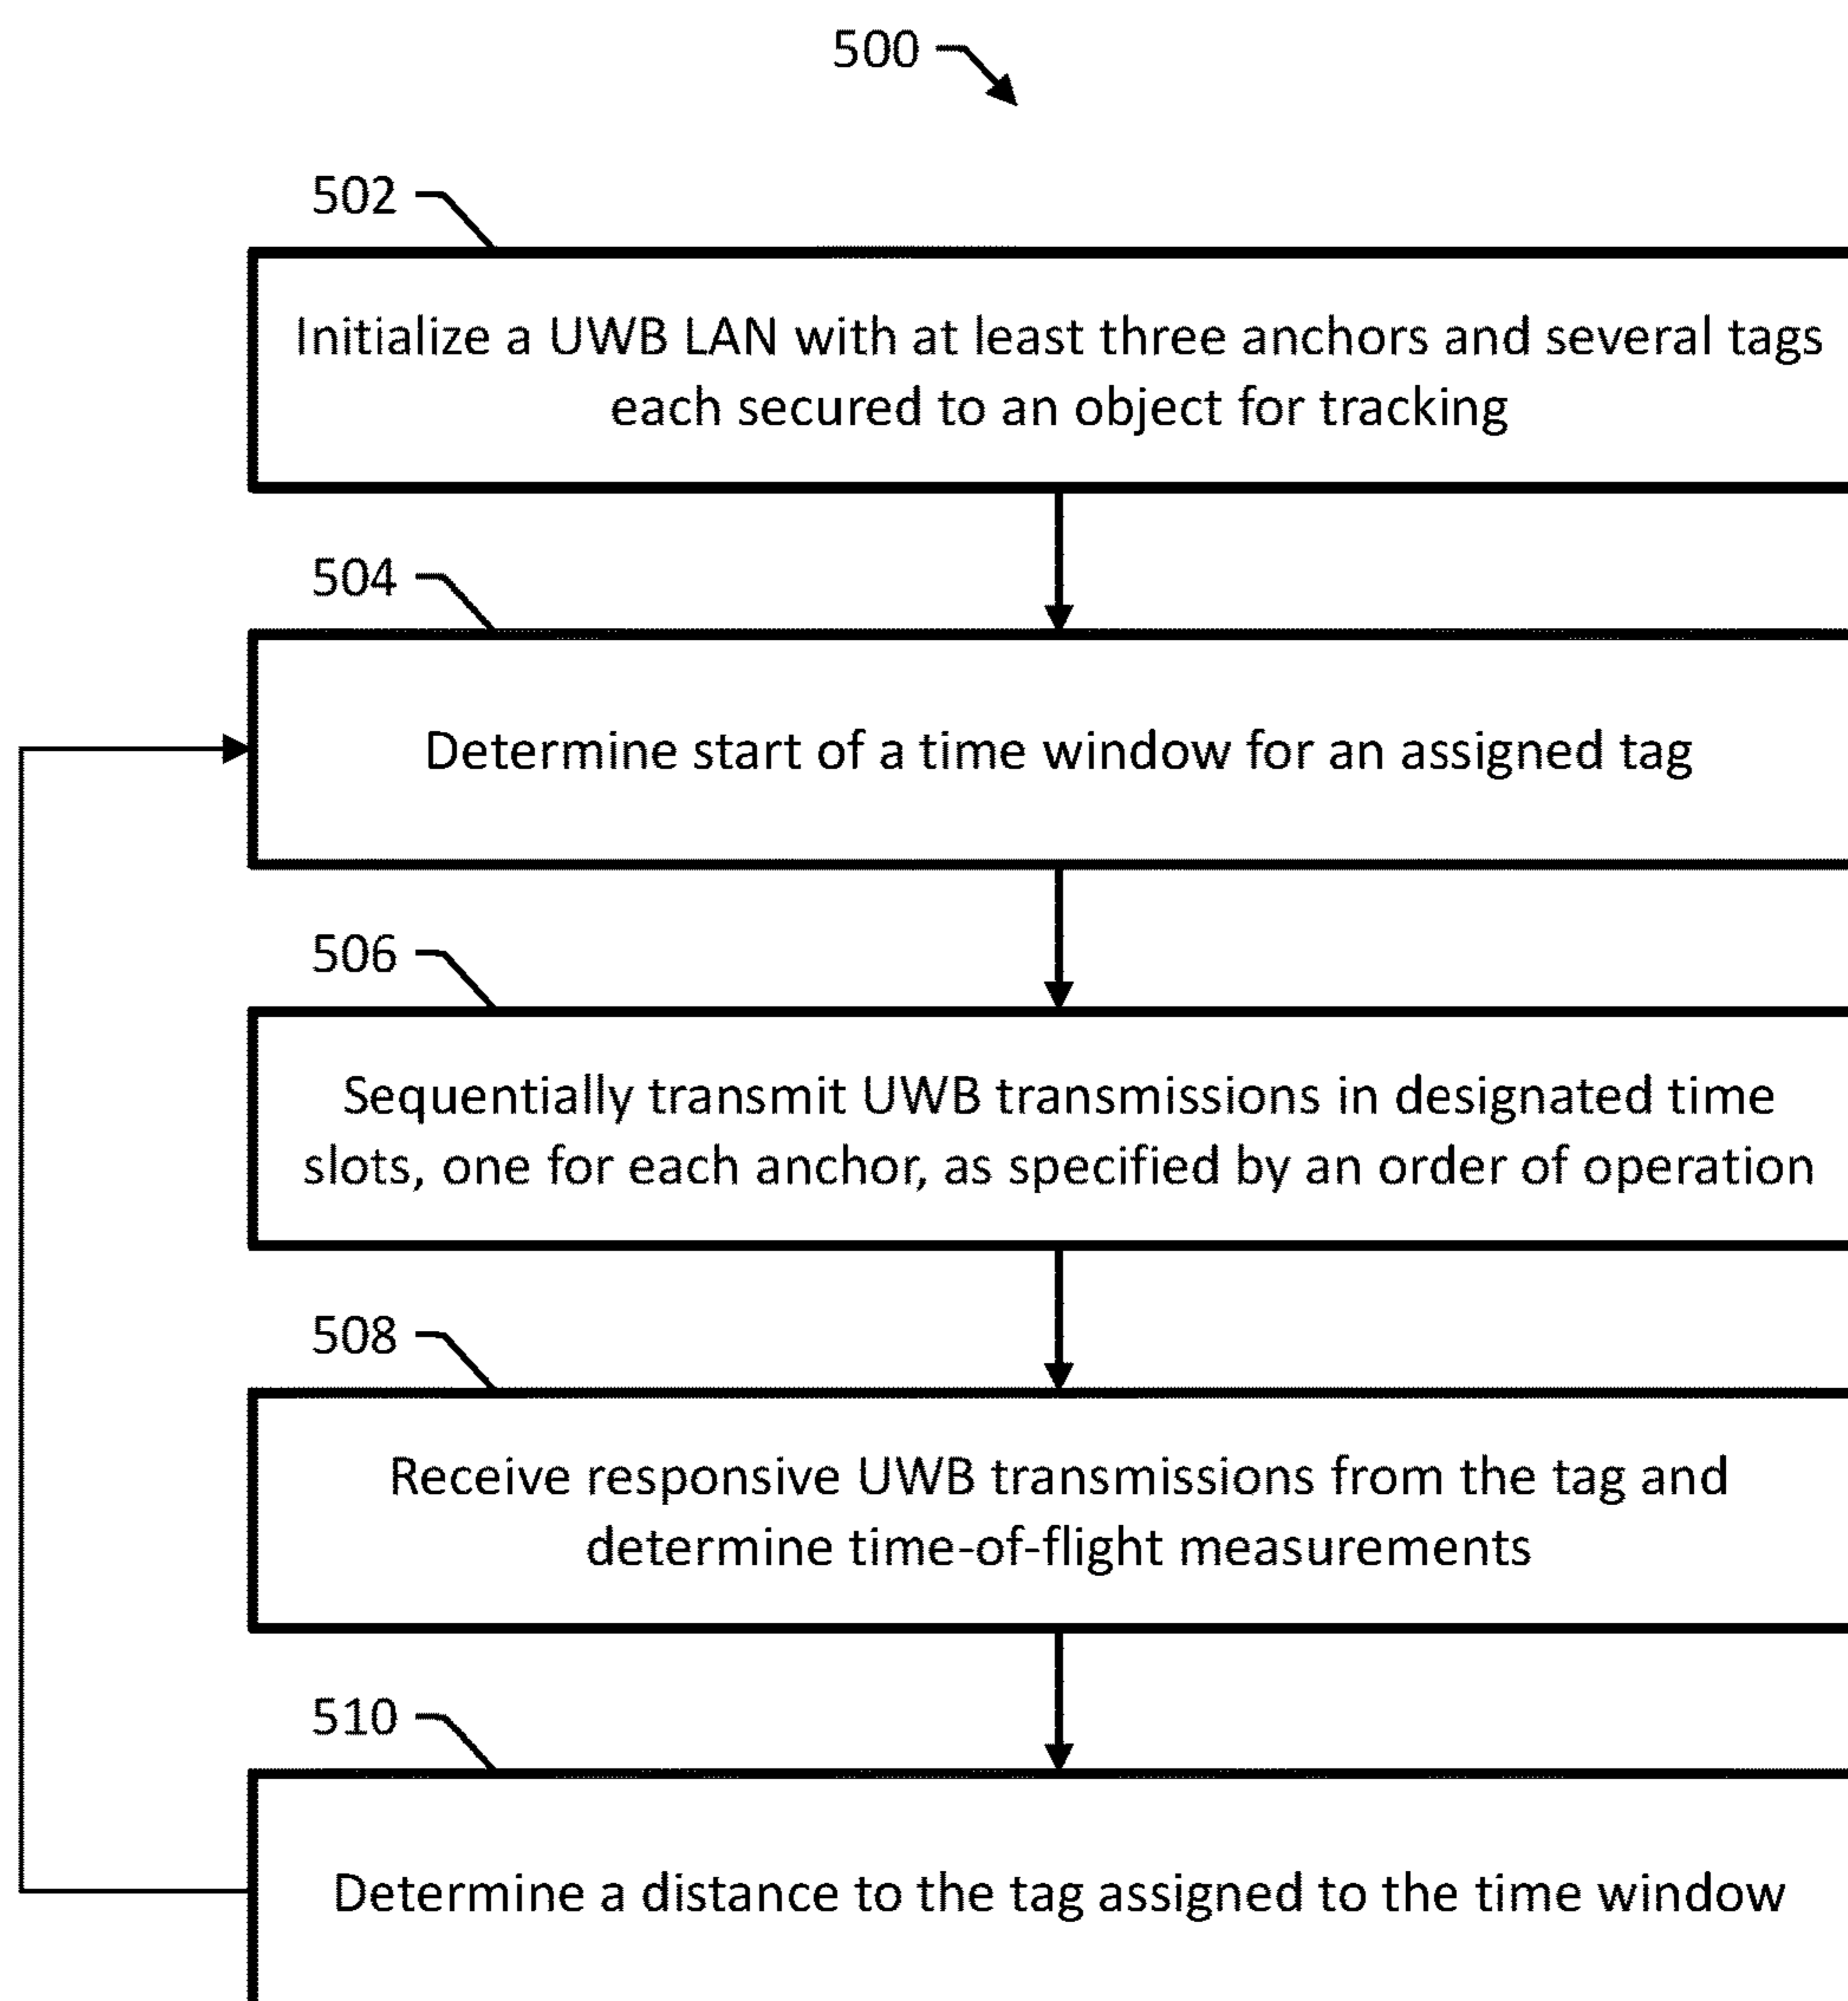 500
502
Initialize a UWB LAN with at least three anchors and several tags
each secured to an object for tracking
504
Determine start of a time window for an assigned tag
506
Sequentially transmit UWB transmissions in designated time
slots, one for each anchor, as specified by an order of operation
508
Receive responsive UWB transmissions from the tag and
determine time-of-flight measurements
510
Determine a distance to the tag assigned to the time window